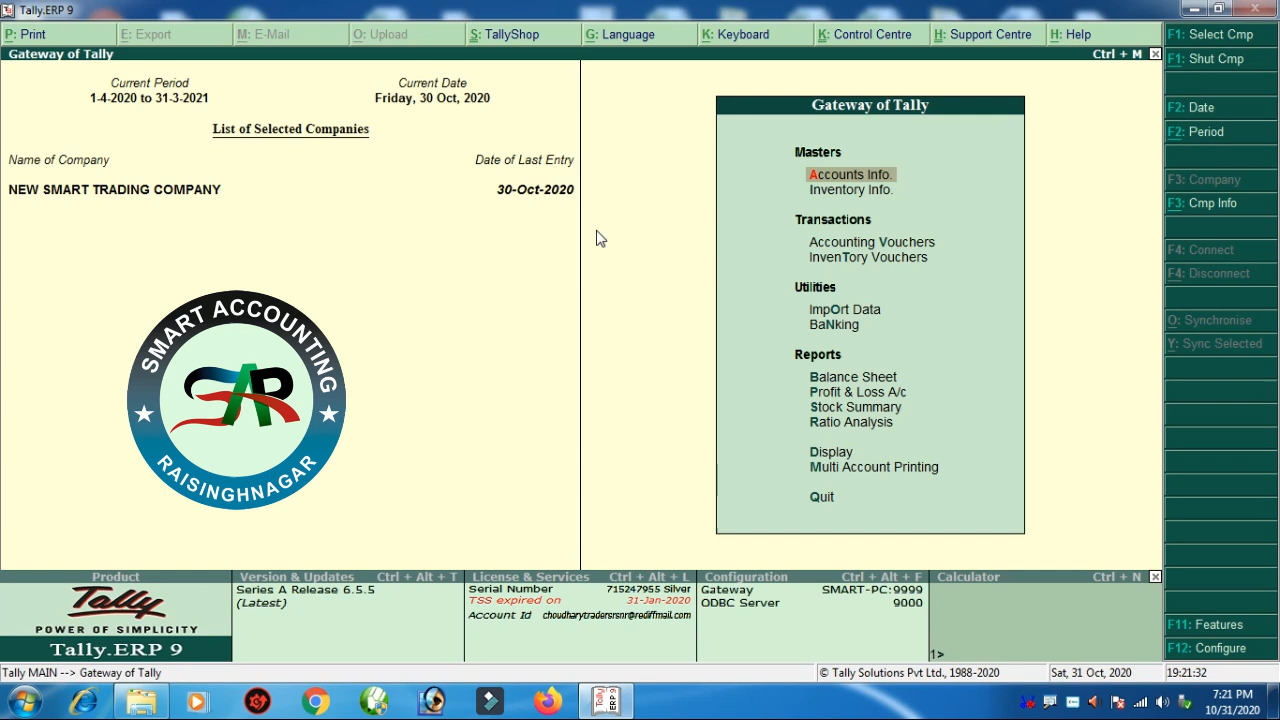 Tally.ERP 9
P: Print
E: Export
M: E-Mail
O: Upload
S: TallyShop
G: Language
K: Keyboard
K: Control Centre
H: Support Centre
H: Help
Gateway of Tally
Ctrl + M
Current Period
1-4-2020 to 31-3-2021
Current Date
Friday, 30 Oct, 2020
List of Selected Companies
Name of Company
Date of Last Entry
NEW SMART TRADING COMPANY
30-Oct-2020
SMART ACCOUNTING
RAISINGHNAGAR
Gateway of Tally
Masters
Accounts Info.
Inventory Info.
Transactions
Accounting Vouchers
InvenTory Vouchers
Utilities
ImpOrt Data
BaNking
Reports
Balance Sheet
Profit & Loss A/c
Stock Summary
Ratio Analysis
Display
Multi Account Printing
Quit
F1: Select Cmp
F1: Shut Cmp
F2: Date
F2: Period
F3: Company
F3: Cmp Info
F4: Connect
F4: Disconnect
O: Synchronise
Y: Sync Selected
F11: Features
F12: Configure
Product
Tally
POWER OF SIMPLICITY
Tally.ERP 9
Version & Updates Ctrl + Alt + T
Series A Release 6.5.5
(Latest)
License & Services Ctrl + Alt + L
Serial Number 715247955 Silver
TSS expired on 31-Jan-2020
Account Id choudharytradersrsnr@rediffmail.com
Configuration Ctrl + Alt + F
Gateway SMART-PC:9999
ODBC Server 9000
Calculator Ctrl + N
1>
Tally MAIN --> Gateway of Tally
© Tally Solutions Pvt Ltd., 1988-2020
Sat, 31 Oct, 2020
19:21:32
7:21 PM
10/31/2020